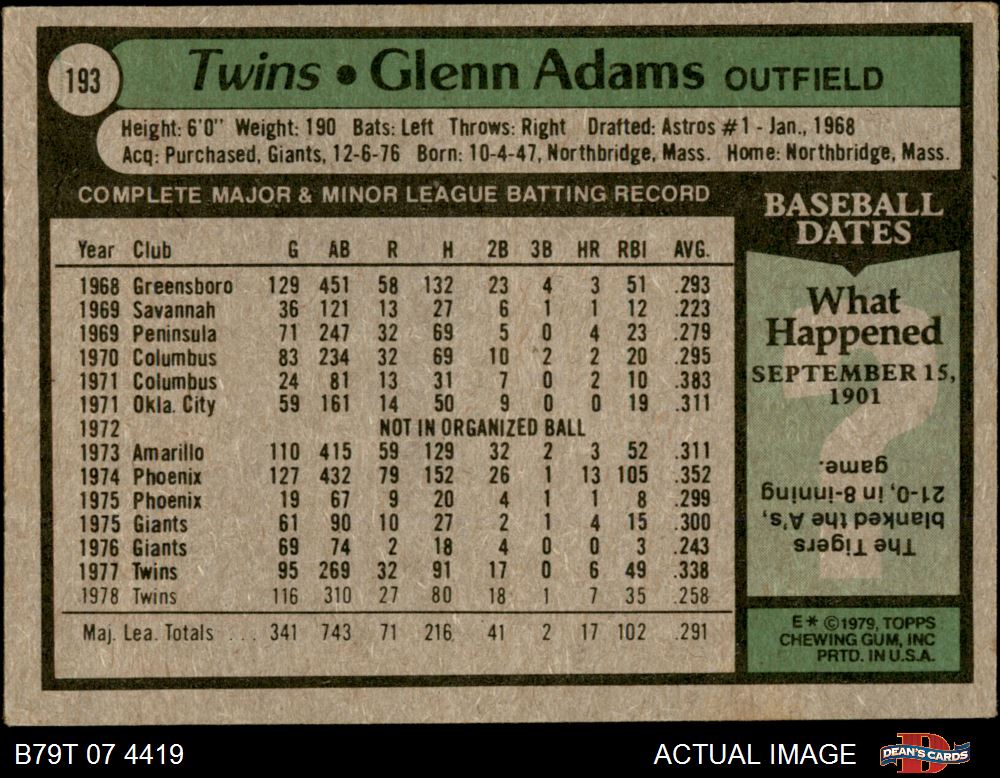 193
Twins • Glenn Adams OUTFIELD
Height: 6'0" Weight: 190 Bats: Left Throws: Right Drafted: Astros #1 - Jan., 1968
Acq: Purchased, Giants, 12-6-76 Born: 10-4-47, Northbridge, Mass. Home: Northbridge, Mass.
COMPLETE MAJOR & MINOR LEAGUE BATTING RECORD
Year Club G AB R H 2B 3B HR RBI AVG.
1968 Greensboro 129 451 58 132 23 4 3 51 .293
1969 Savannah 36 121 13 27 6 1 1 12 .223
1969 Peninsula 71 247 32 69 5 0 4 23 .279
1970 Columbus 83 234 32 69 10 2 2 20 .295
1971 Columbus 24 81 13 31 7 0 2 10 .383
1971 Okla. City 59 161 14 50 9 0 0 19 .311
1972 NOT IN ORGANIZED BALL
1973 Amarillo 110 415 59 129 32 2 3 52 .311
1974 Phoenix 127 432 79 152 26 1 13 105 .352
1975 Phoenix 19 67 9 20 4 1 1 8 .299
1975 Giants 61 90 10 27 2 1 4 15 .300
1976 Giants 69 74 2 18 4 0 0 3 .243
1977 Twins 95 269 32 91 17 0 6 49 .338
1978 Twins 116 310 27 80 18 1 7 35 .258
Maj. Lea. Totals ... 341 743 71 216 41 2 17 102 .291
BASEBALL
DATES
What
Happened
SEPTEMBER 15,
1901
The Tigers
blanked the A's,
21-0, in 8-inning
game.
E* ©1979, TOPPS
CHEWING GUM, INC
PRTD. IN U.S.A.
B79T 07 4419
ACTUAL IMAGE
DEAN'S CARDS